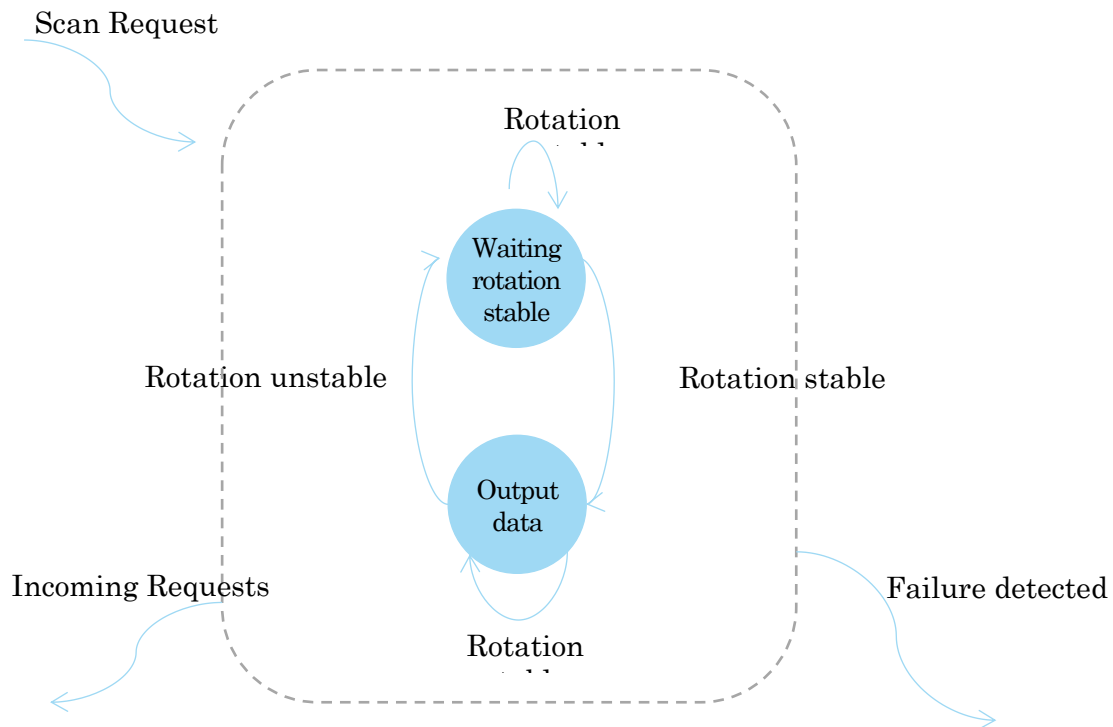 Scan Request
Rotation
Waiting
rotation
stable
Rotation unstable
Rotation stable
Output
data
Incoming Requests
Failure detected
Rotation